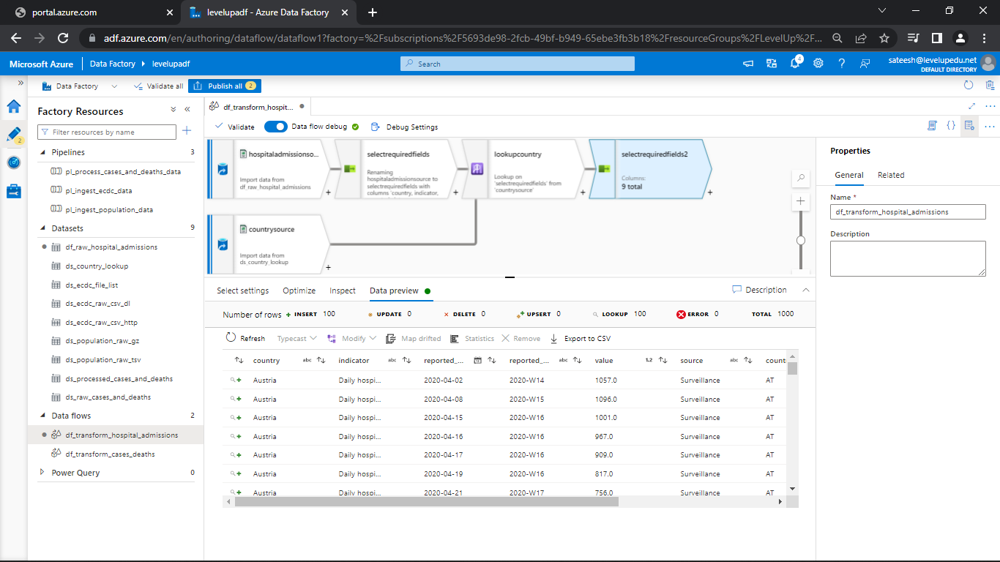 portal.azure.com
levelupadf - Azure Data Factory
adf.azure.com/en/authoring/dataflow/dataflow1?factory=%2Fsubscriptions%2F5693de98-2fcb-49bf-b949-65ebe3fb3b18%2FresourceGroups%2FLevelUp%2F...
Microsoft Azure
Data Factory
levelupadf
Search
4
sateesh@levelupedu.net
DEFAULT DIRECTORY
Data Factory
Validate all
Publish all 2
2
Factory Resources
Filter resources by name
Pipelines 3
pl_process_cases_and_deaths_data
pl_ingest_ecdc_data
pl_ingest_population_data
Datasets 9
df_raw_hospital_admissions
ds_country_lookup
ds_ecdc_file_list
ds_ecdc_raw_csv_dl
ds_ecdc_raw_csv_http
ds_population_raw_gz
ds_population_raw_tsv
ds_processed_cases_and_deaths
ds_raw_cases_and_deaths
Data flows 2
df_transform_hospital_admissions
df_transform_cases_deaths
Power Query 0
df_transform_hospit...
Validate
Data flow debug
Debug Settings
hospitaladmissionso...
Import data from
df_raw_hospital_admissions
selectrequiredfields
Renaming
hospitaladmissionsource to
selectrequiredfields with
columns 'country, indicator,
lookupcountry
Lookup on
'selectrequiredfields' from
'countrysource'
selectrequiredfields2
Columns:
9 total
countrysource
Import data from
ds_country_lookup
Select settings Optimize Inspect Data preview
Description
Number of rows INSERT 100 UPDATE 0 DELETE 0 UPSERT 0 LOOKUP 100 ERROR 0 TOTAL 1000
Refresh Typecast Modify Map drifted Statistics Remove Export to CSV
country abc indicator abc reported_... reported_... abc value 1.2 source abc count
Austria Daily hospi... 2020-04-02 2020-W14 1057.0 Surveillance AT
Austria Daily hospi... 2020-04-08 2020-W15 1096.0 Surveillance AT
Austria Daily hospi... 2020-04-15 2020-W16 1001.0 Surveillance AT
Austria Daily hospi... 2020-04-16 2020-W16 967.0 Surveillance AT
Austria Daily hospi... 2020-04-17 2020-W16 909.0 Surveillance AT
Austria Daily hospi... 2020-04-19 2020-W16 817.0 Surveillance AT
Austria Daily hospi... 2020-04-21 2020-W17 756.0 Surveillance AT
Properties
General Related
Name *
df_transform_hospital_admissions
Description